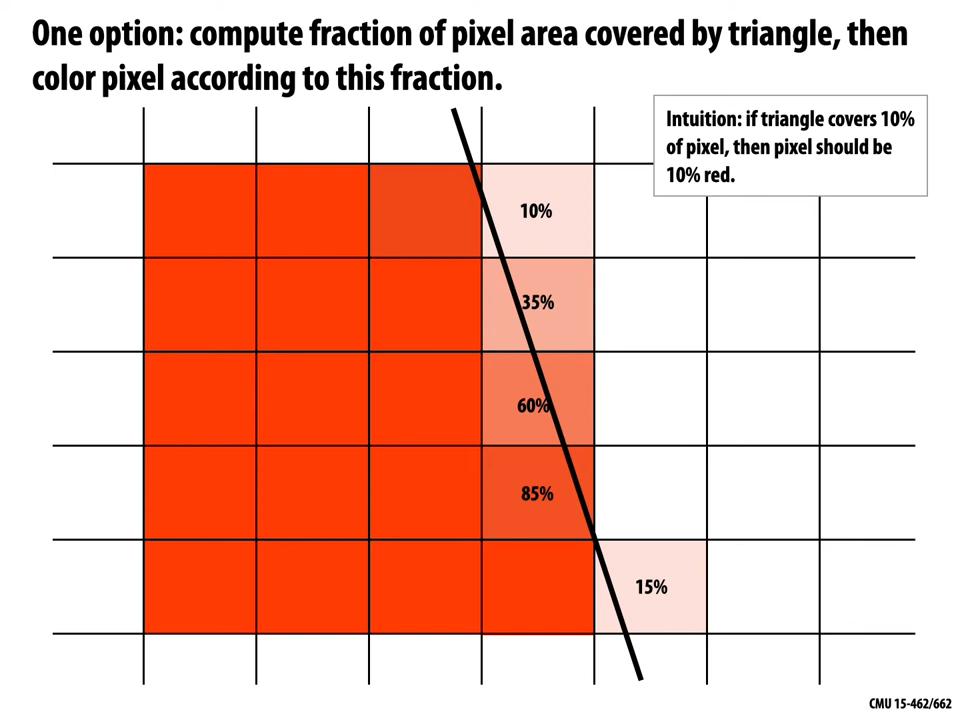 One option: compute fraction of pixel area covered by triangle, then
color pixel according to this fraction.
Intuition: if triangle covers 10%
of pixel, then pixel should be
10% red.
10%
35%
60%
85%
15%
CMU 15-462/662